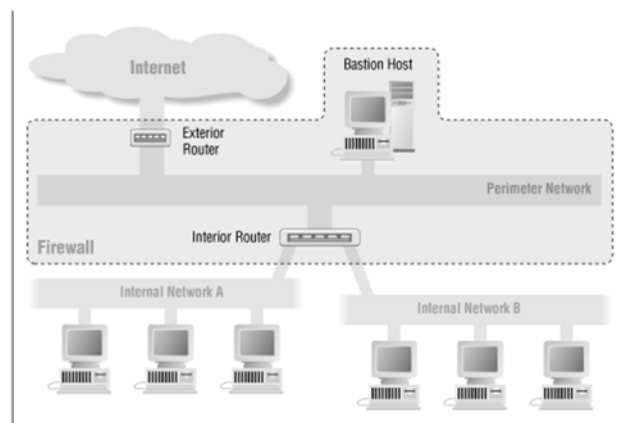 Internet
Bastion Host
Exterior
Router
Perimeter Network
Interior Router
Firewall
Internal Network A
Internal Network B